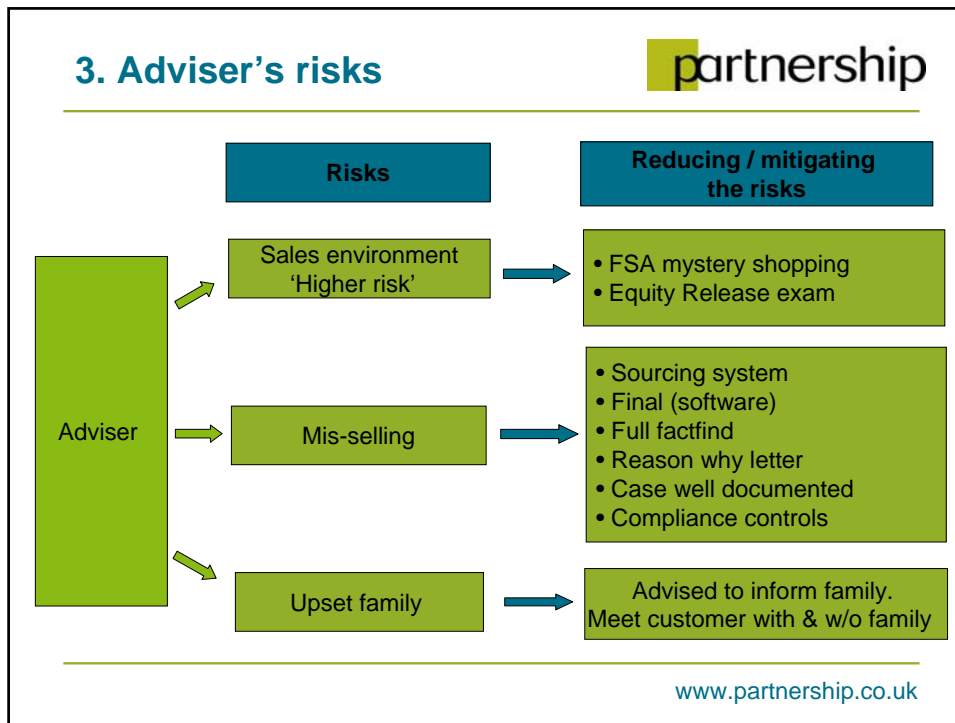 3. Adviser's risks
partnership
Risks
Reducing / mitigating
the risks
Adviser
Sales environment
'Higher risk'
• FSA mystery shopping
• Equity Release exam
Mis-selling
• Sourcing system
• Final (software)
• Full factfind
• Reason why letter
• Case well documented
• Compliance controls
Upset family
Advised to inform family.
Meet customer with & w/o family
www.partnership.co.uk